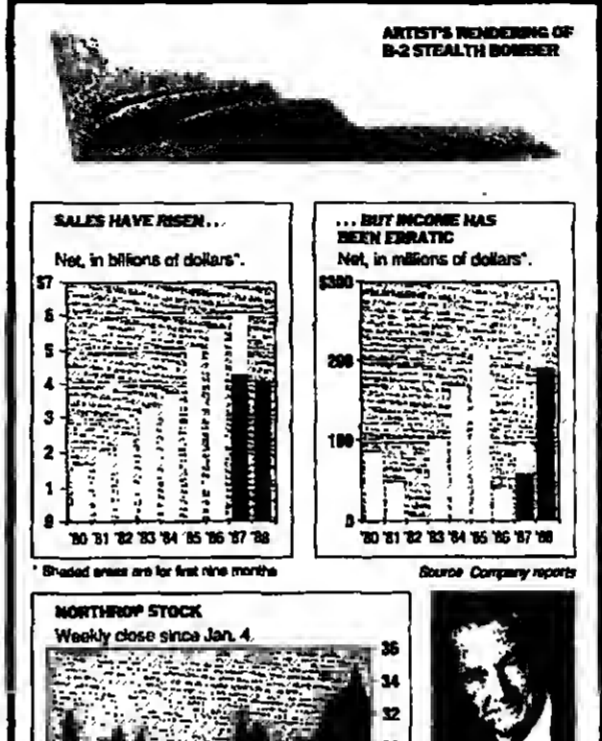 ARTIST'S RENDERING OF
B-2 STEALTH BOMBER
SALES HAVE RISEN...
Net, in billions of dollars*.
$7
6
5
4
3
2
1
0
'80 '81 '82 '83 '84 '85 '86 '87 '88
... BUT INCOME HAS
BEEN ERRATIC
Net, in millions of dollars*.
$300
200
100
0
'80 '81 '82 '83 '84 '85 '86 '87 '88
* Shaded areas are for first nine months
Source Company reports
NORTHROP STOCK
Weekly close since Jan. 4.
36
34
32